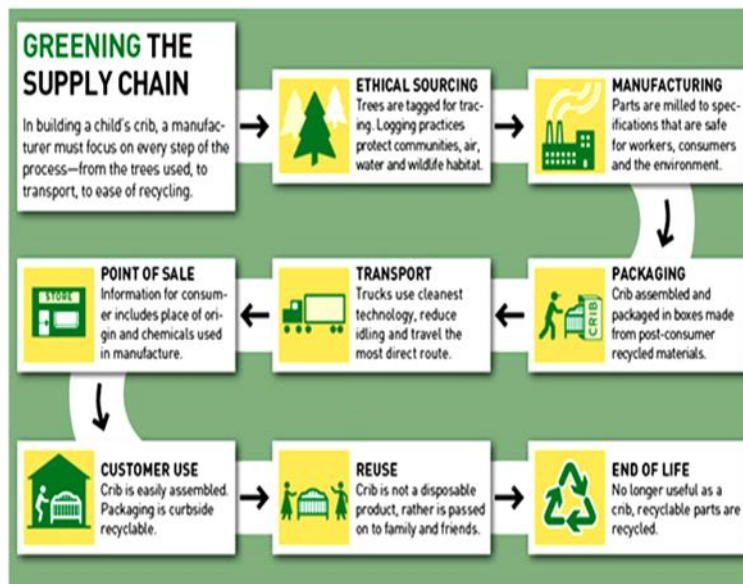 GREENING THE
SUPPLY CHAIN
In building a child's crib, a manufac-
turer must focus on every step of the
process—from the trees used, to
transport, to ease of recycling.
ETHICAL SOURCING
Trees are tagged for trac-
ing. Logging practices
protect communities, air,
water and wildlife habitat.
MANUFACTURING
Parts are milled to spec-
ifications that are safe
for workers, consumers
and the environment.
PACKAGING
Crib assembled and
packaged in boxes made
from post-consumer
recycled materials.
CRIB
TRANSPORT
Trucks use cleanest
technology, reduce
idling and travel the
most direct route.
POINT OF SALE
Information for consum-
er includes place of ori-
gin and chemicals used
in manufacture.
STORE
CUSTOMER USE
Crib is easily assembled.
Packaging is curbside
recyclable.
REUSE
Crib is not a disposable
product, rather is passed
on to family and friends.
END OF LIFE
No longer useful as a
crib, recyclable parts are
recycled.